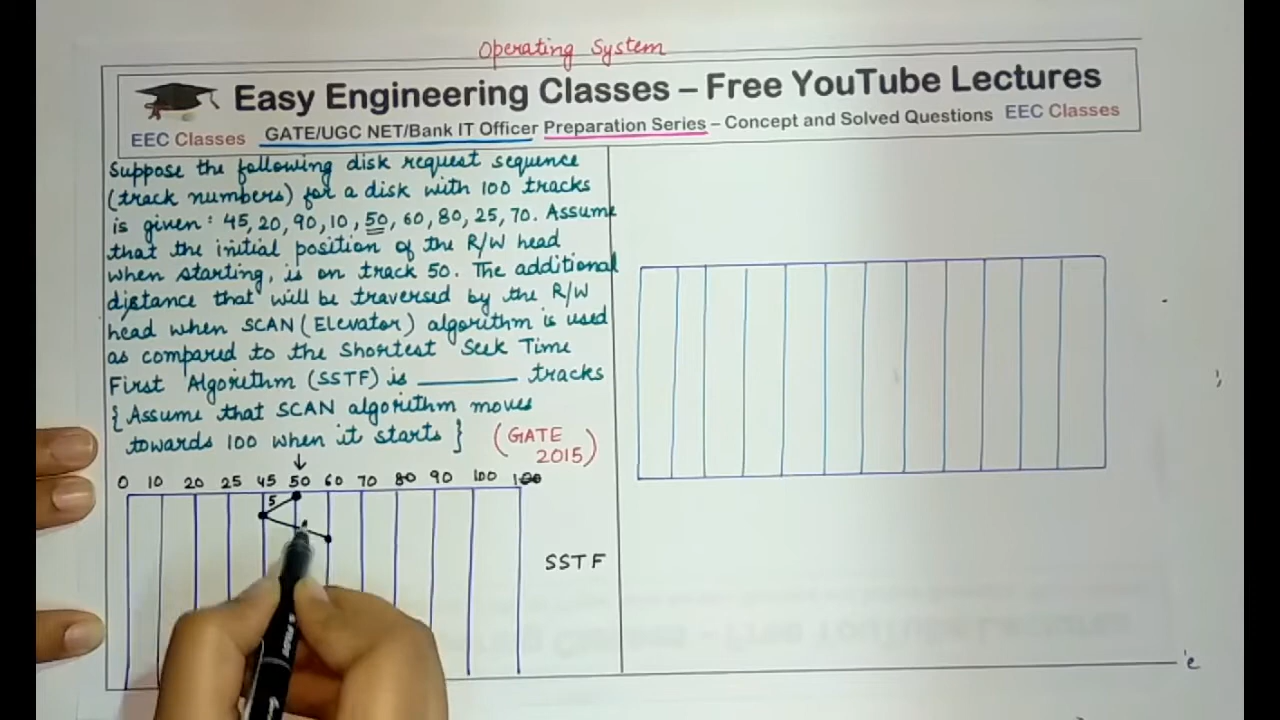 Operating System
Easy Engineering Classes – Free YouTube Lectures
EEC Classes GATE/UGC NET/Bank IT Officer Preparation Series – Concept and Solved Questions EEC Classes
Suppose the following disk request sequence
(track numbers) for a disk with 100 tracks
is given: 45, 20, 90, 10, 50, 60, 80, 25, 70. Assume
that the initial position of the R/W head
when starting, is on track 50. The additional
distance that will be traversed by the R/W
head when SCAN (Elevator) algorithm is used
as compared to the Shortest Seek Time
First Algorithm (SSTF) is ______ tracks
{Assume that SCAN algorithm moves
towards 100 when it starts}
(GATE
2015)
0 10 20 25 45 50 60 70 80 90 100
5
SSTF